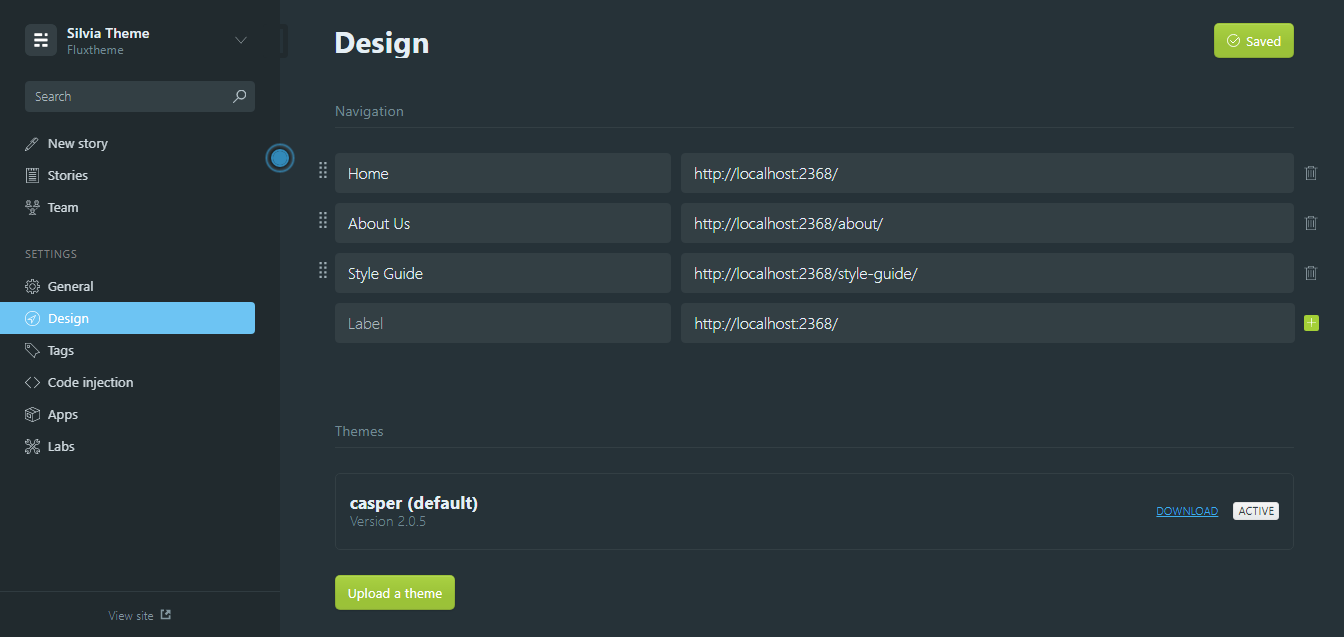 Silvia Theme
Fluxtheme
Search
New story
Stories
Team
SETTINGS
General
Design
Tags
Code injection
Apps
Labs
View site
Design
Saved
Navigation
Home http://localhost:2368/
About Us http://localhost:2368/about/
Style Guide http://localhost:2368/style-guide/
Label http://localhost:2368/
Themes
casper (default)
Version 2.0.5
DOWNLOAD ACTIVE
Upload a theme